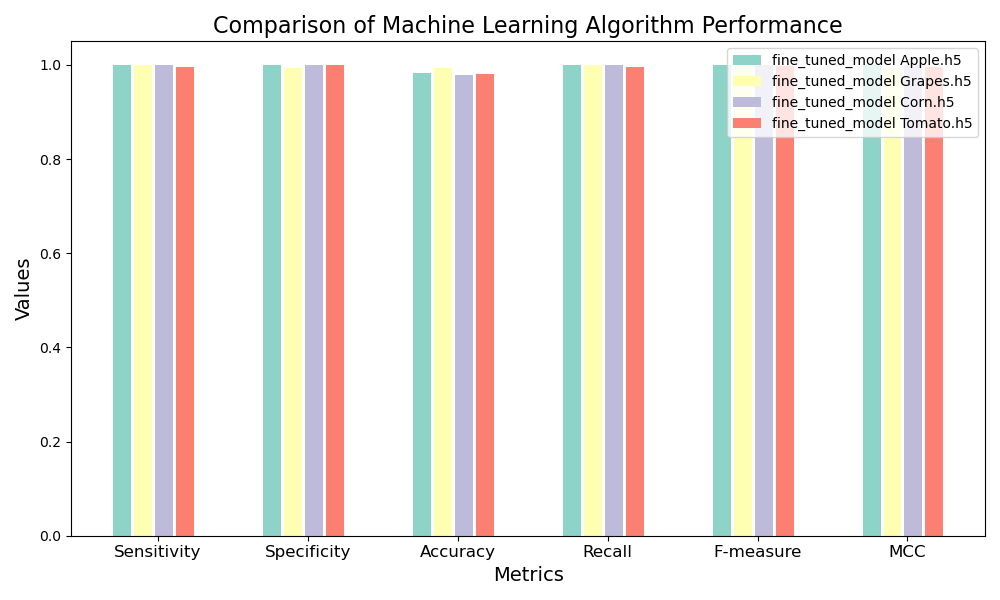 Comparison of Machine Learning Algorithm Performance
fine_tuned_model Apple.h5
fine_tuned_model Grapes.h5
fine_tuned_model Corn.h5
fine_tuned_model Tomato.h5
Values
1.0
0.8
0.6
0.4
0.2
0.0
Sensitivity
Specificity
Accuracy
Recall
F-measure
MCC
Metrics